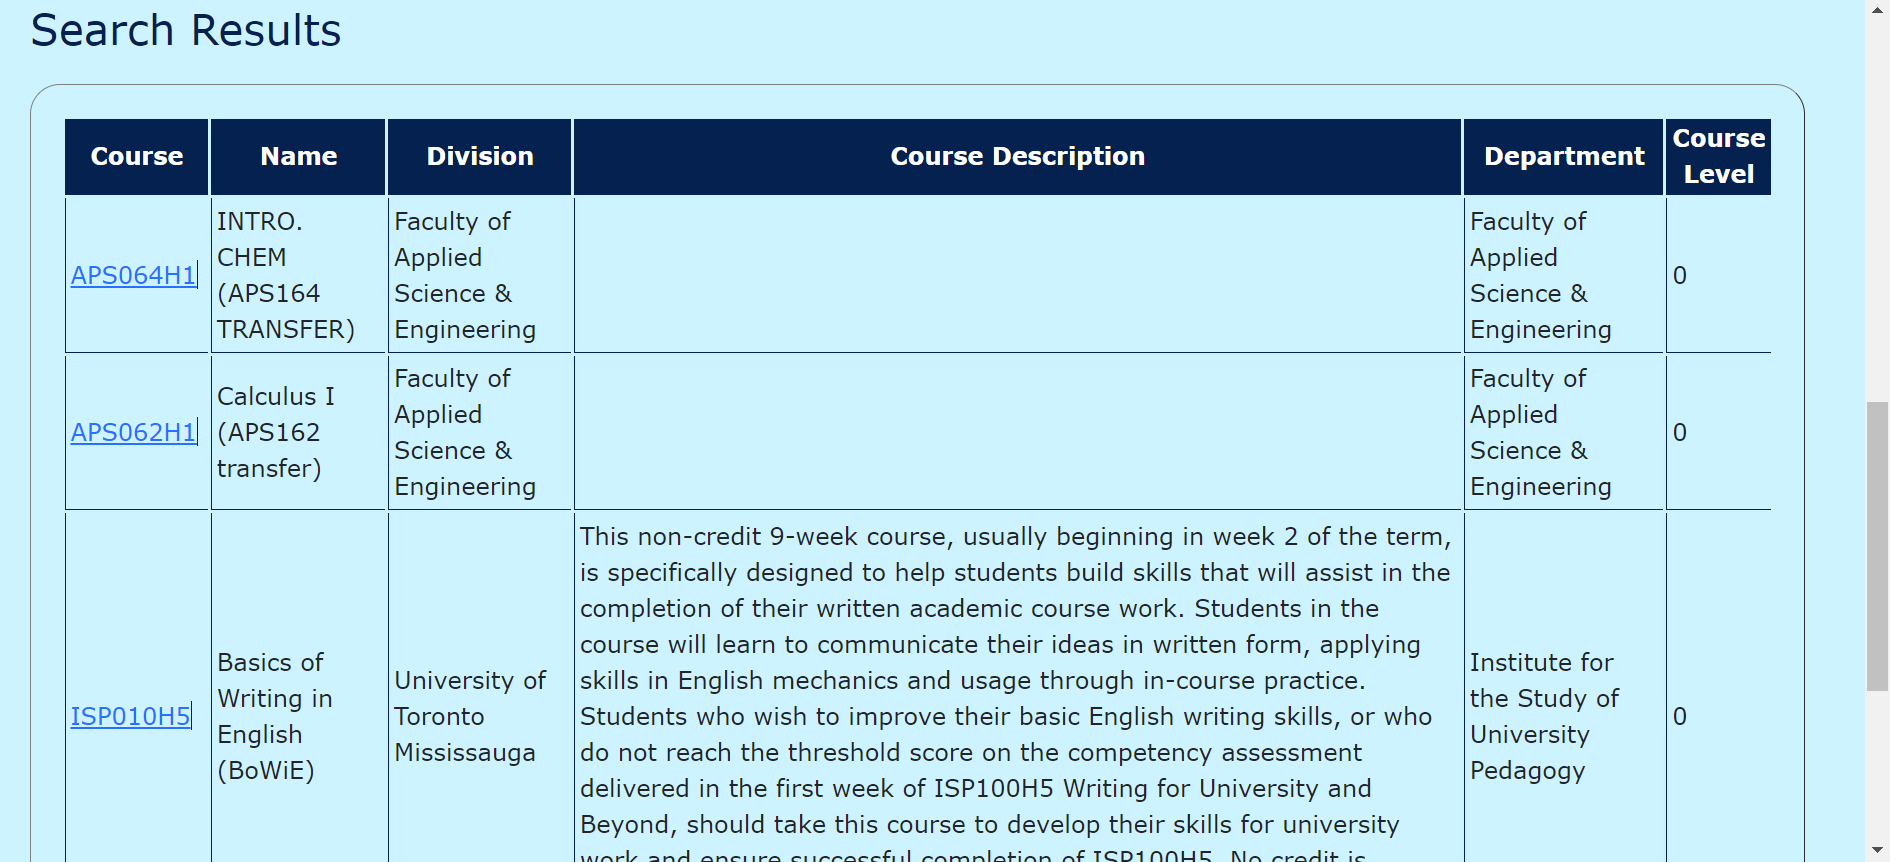 Search Results
Course
Name
Division
Course Description
Department
Course
Level
APS064H1
INTRO.
CHEM
(APS164
TRANSFER)
Faculty of
Applied
Science &
Engineering
Faculty of
Applied
Science &
Engineering
0
APS062H1
Calculus I
(APS162
transfer)
Faculty of
Applied
Science &
Engineering
Faculty of
Applied
Science &
Engineering
0
ISP010H5
Basics of
Writing in
English
(BoWiE)
University of
Toronto
Mississauga
This non-credit 9-week course, usually beginning in week 2 of the term,
is specifically designed to help students build skills that will assist in the
completion of their written academic course work. Students in the
course will learn to communicate their ideas in written form, applying
skills in English mechanics and usage through in-course practice.
Students who wish to improve their basic English writing skills, or who
do not reach the threshold score on the competency assessment
delivered in the first week of ISP100H5 Writing for University and
Beyond, should take this course to develop their skills for university
work and ensure successful completion of ISP100H5. No credit is
Institute for
the Study of
University
Pedagogy
0